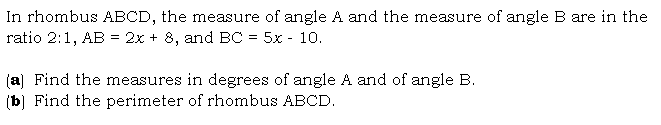 In rhombus ABCD, the measure of angle A and the measure of angle B are in the
ratio 2:1, AB = 2x + 8, and BC = 5x - 10.
(a) Find the measures in degrees of angle A and of angle B.
(b) Find the perimeter of rhombus ABCD.